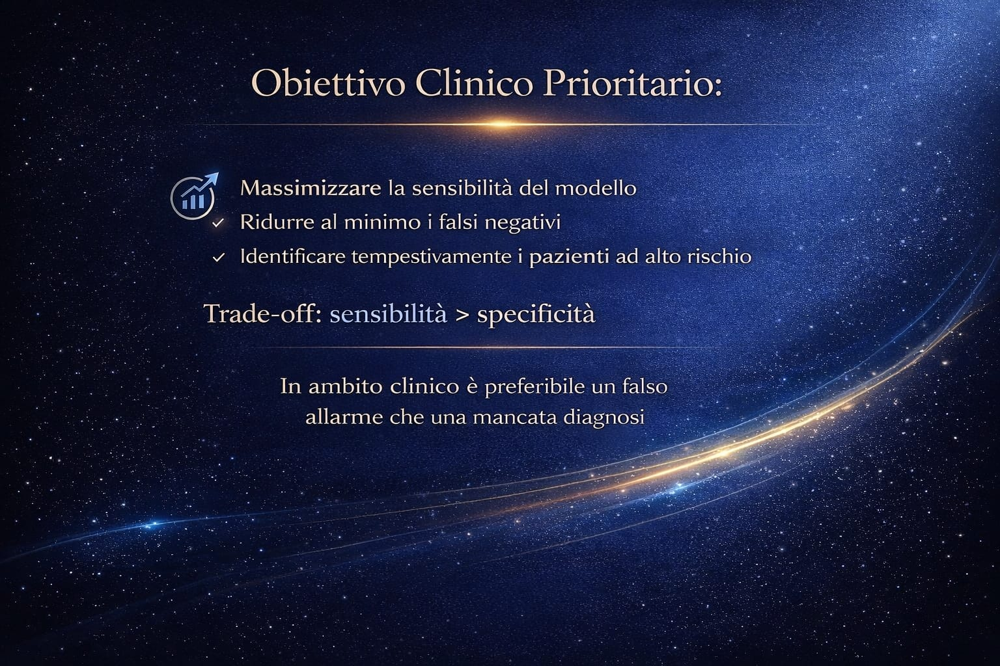 Obiettivo Clinico Prioritario:
Massimizzare la sensibilità del modello
✓ Ridurre al minimo i falsi negativi
✓ Identificare tempestivamente i pazienti ad alto rischio
Trade-off: sensibilità > specificità
In ambito clinico è preferibile un falso
allarme che una mancata diagnosi